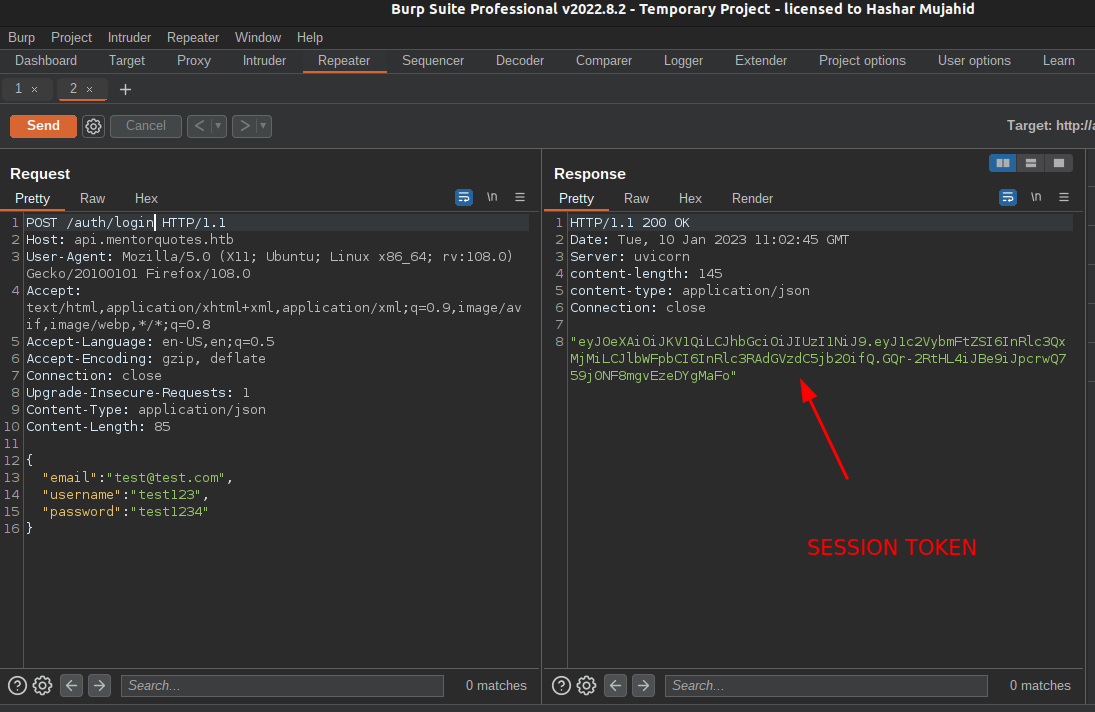 Burp Suite Professional v2022.8.2 - Temporary Project - licensed to Hashar Mujahid
Burp Project Intruder Repeater Window Help
Dashboard Target Proxy Intruder Repeater Sequencer Decoder Comparer Logger Extender Project options User options Learn
1 × 2 × +
Send Cancel < >
Target: http://a
Request
Pretty Raw Hex
\n
1 POST /auth/login HTTP/1.1
2 Host: api.mentorquotes.htb
3 User-Agent: Mozilla/5.0 (X11; Ubuntu; Linux x86_64; rv:108.0)
Gecko/20100101 Firefox/108.0
4 Accept:
text/html,application/xhtml+xml,application/xml;q=0.9,image/av
if,image/webp,*/*;q=0.8
5 Accept-Language: en-US,en;q=0.5
6 Accept-Encoding: gzip, deflate
7 Connection: close
8 Upgrade-Insecure-Requests: 1
9 Content-Type: application/json
10 Content-Length: 85
11
12 {
13 "email":"test@test.com",
14 "username":"test123",
15 "password":"test1234"
16 }
? Search... 0 matches
Response
Pretty Raw Hex Render
\n
1 HTTP/1.1 200 OK
2 Date: Tue, 10 Jan 2023 11:02:45 GMT
3 Server: uvicorn
4 content-length: 145
5 content-type: application/json
6 Connection: close
7
8 "eyJ0eXAiOiJKV1QiLCJhbGciOiJIUzI1NiJ9.eyJ1c2VybmFtZSI6InRlc3Qx
MjMiLCJlbWFpbCI6InRlc3RAdGVzdC5jb20ifQ.GQr-2RtHL4iJBe9iJpcrwQ7
59jONF8mgvEzeDYgMaFo"
SESSION TOKEN
? Search... 0 matches